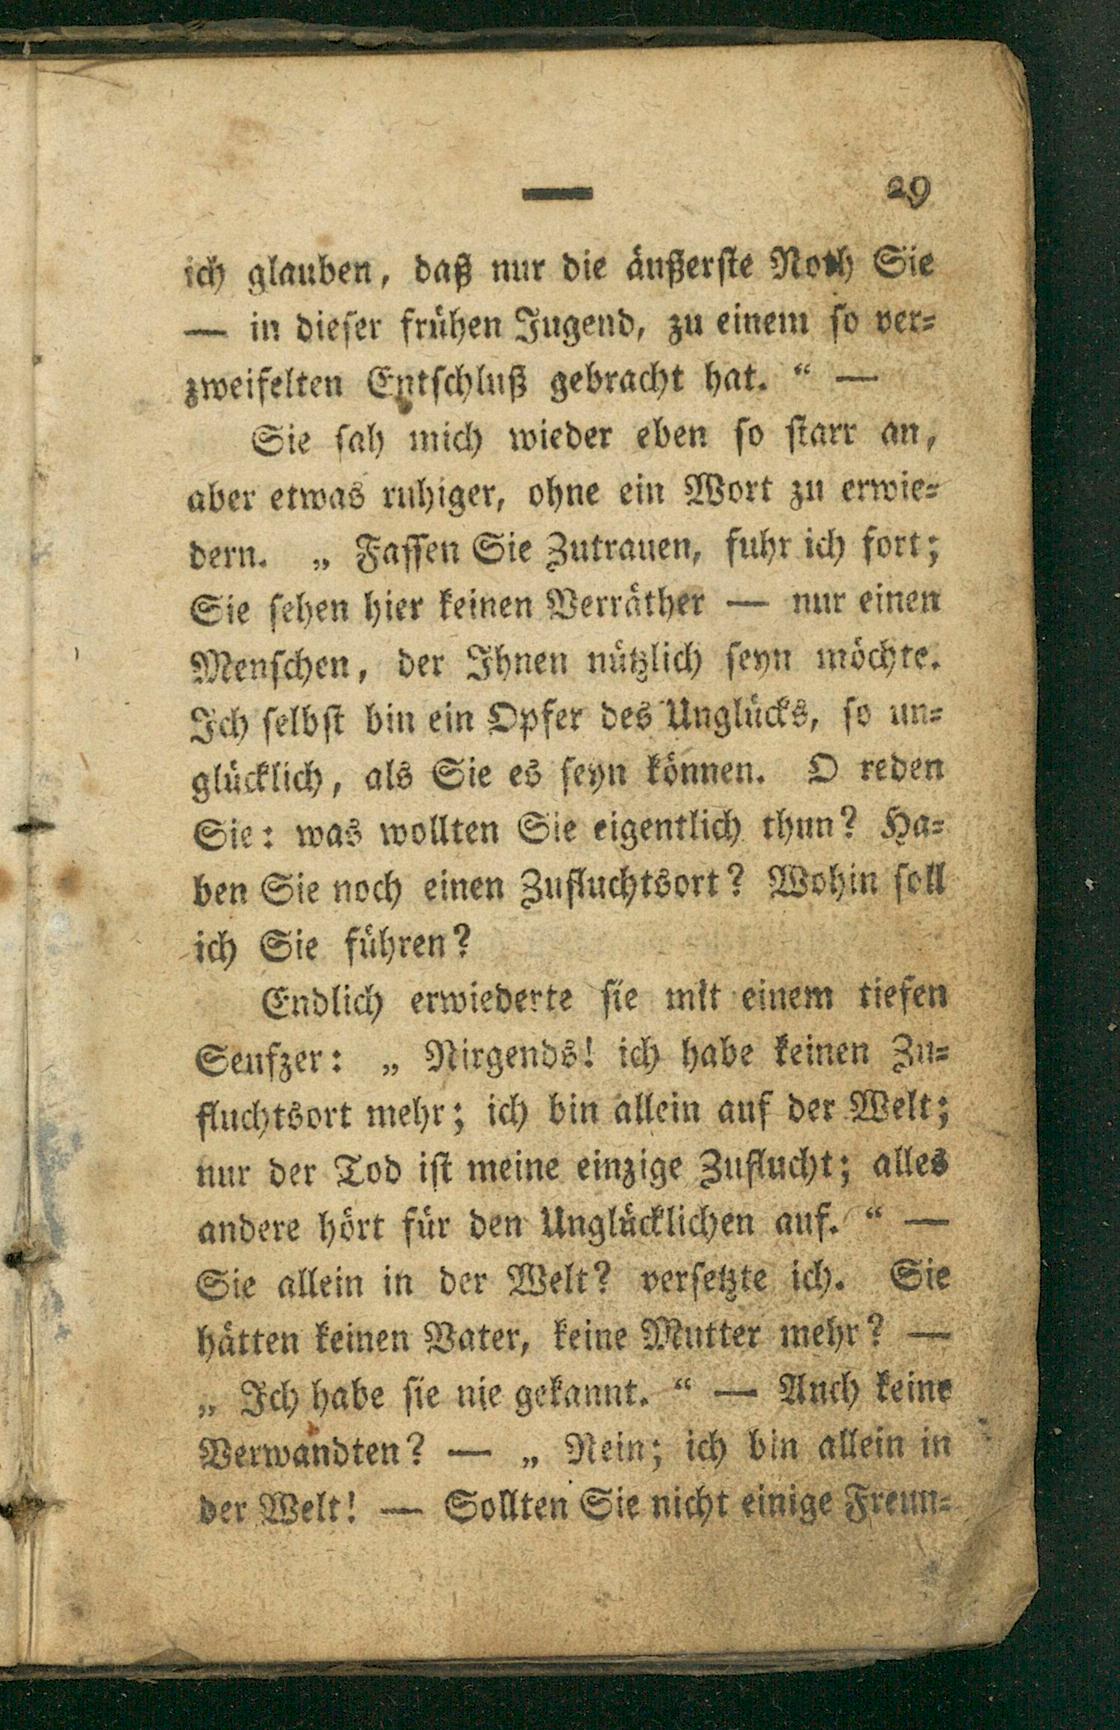 — 29
ich glauben, daß nur die äußerste Noth Sie
— in dieser frühen Jugend, zu einem so ver-
zweifelten Entschluß gebracht hat. “ —
Sie sah mich wieder eben so starr an,
aber etwas ruhiger, ohne ein Wort zu erwie-
dern. „ Fassen Sie Zutrauen, fuhr ich fort;
Sie sehen hier keinen Verräther — nur einen
Menschen, der Ihnen nützlich seyn möchte.
Ich selbst bin ein Opfer des Unglücks, so un-
glücklich, als Sie es seyn können. O reden
Sie: was wollten Sie eigentlich thun? Ha-
ben Sie noch einen Zufluchtsort? Wohin soll
ich Sie führen?
Endlich erwiederte sie mit einem tiefen
Seufzer: „ Nirgends! ich habe keinen Zu-
fluchtsort mehr; ich bin allein auf der Welt;
nur der Tod ist meine einzige Zuflucht; alles
andere hört für den Unglücklichen auf. “ —
Sie allein in der Welt? versetzte ich. Sie
hätten keinen Vater, keine Mutter mehr? —
„ Ich habe sie nie gekannt. “ — Auch keine
Verwandten? — „ Nein; ich bin allein in
der Welt! — Sollten Sie nicht einige Freun-